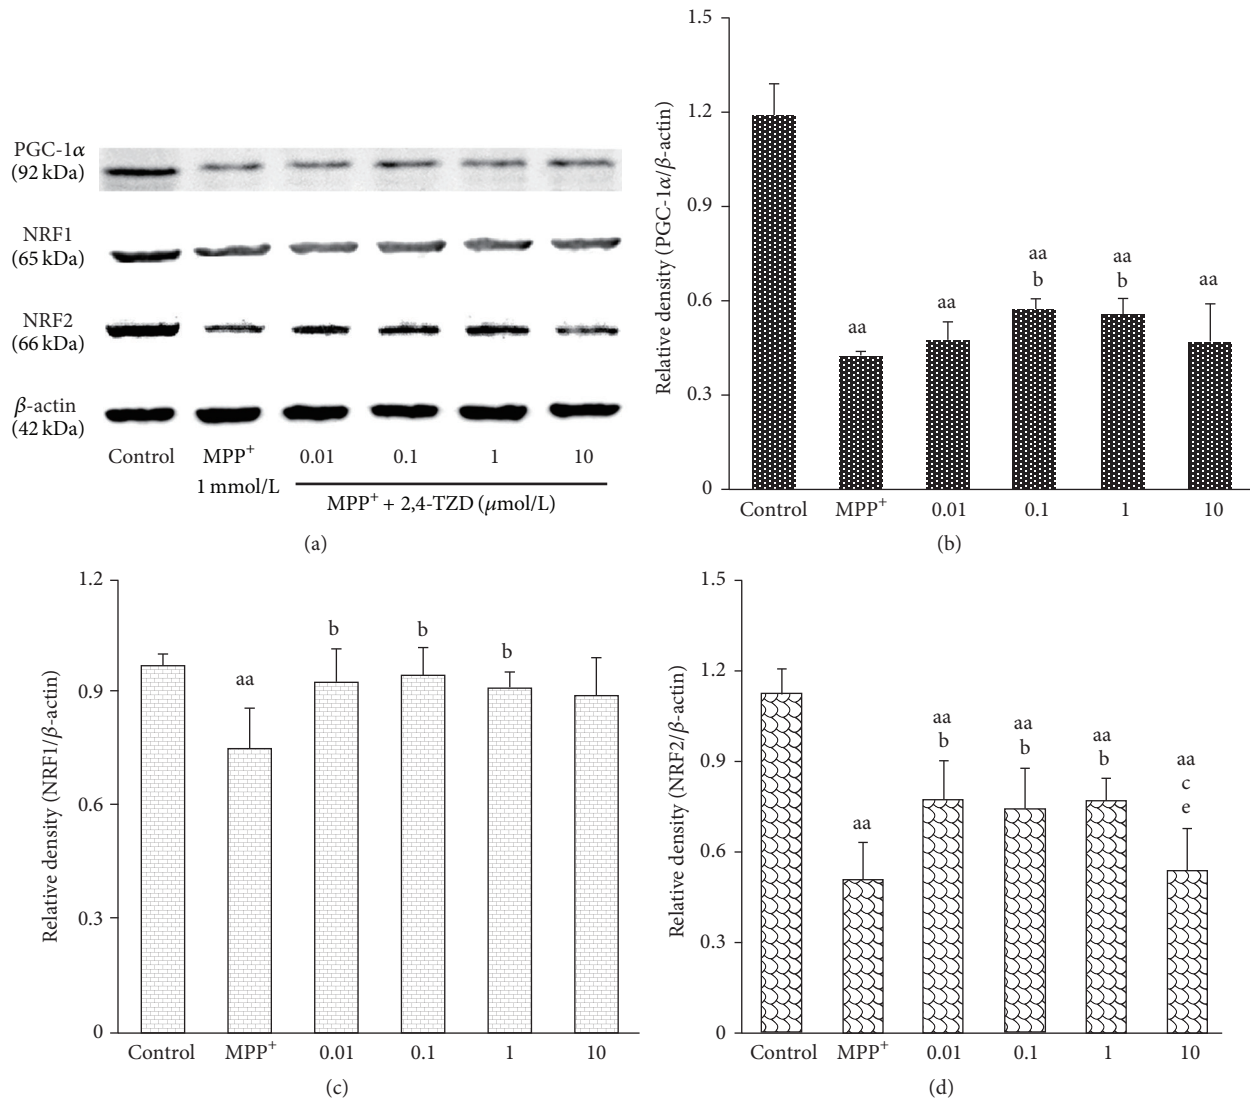 PGC-1α
(92 kDa)
NRF1
(65 kDa)
NRF2
(66 kDa)
β-actin
(42 kDa)
Control MPP⁺ 0.01 0.1 1 10
1 mmol/L
MPP⁺ + 2,4-TZD (μmol/L)
(a)
Relative density (PGC-1α/β-actin)
1.5
1.2
0.9
0.6
0.3
0
aa
aa
aa
b
aa
b
aa
Control MPP⁺ 0.01 0.1 1 10
(b)
Relative density (NRF1/β-actin)
1.2
0.9
0.6
0.3
0
aa
b
b
b
Control MPP⁺ 0.01 0.1 1 10
(c)
Relative density (NRF2/β-actin)
1.5
1.2
0.9
0.6
0.3
0
aa
aa
b
aa
b
aa
b
aa
c
e
Control MPP⁺ 0.01 0.1 1 10
(d)